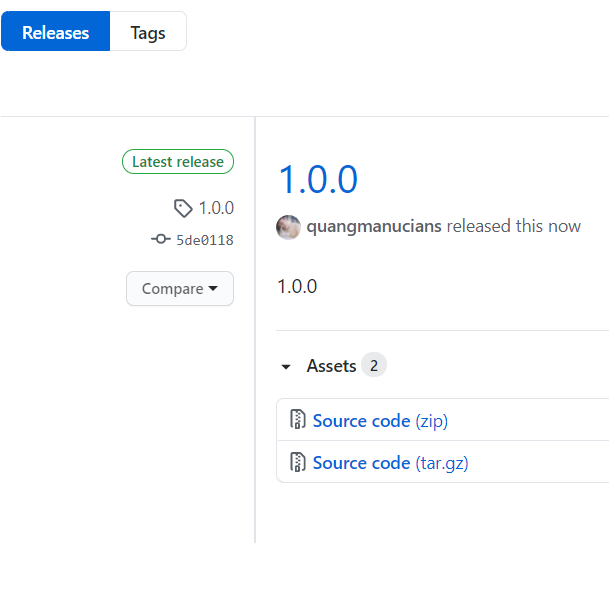 Releases Tags
Latest release
1.0.0
5de0118
Compare
1.0.0
quangmanucians released this now
1.0.0
Assets 2
Source code (zip)
Source code (tar.gz)